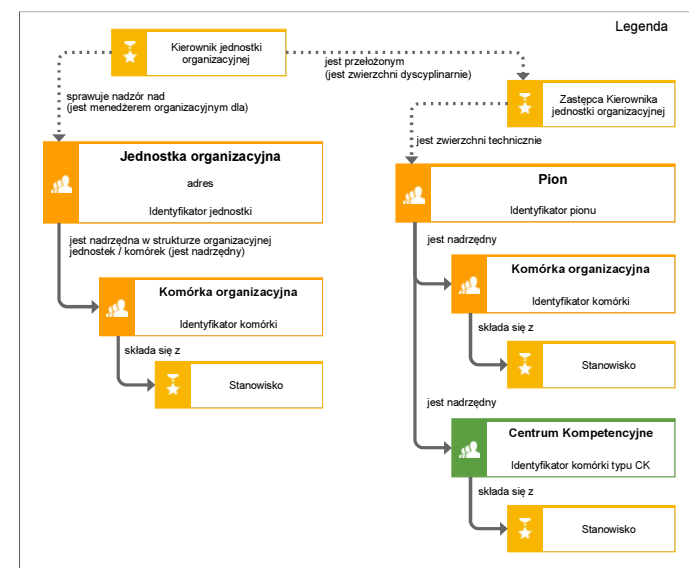 Legenda
Kierownik jednostki
organizacyjnej
jest przełożonym
(jest zwierzchni dyscyplinarnie)
sprawuje nadzór nad
(jest menedżerem organizacyjnym dla)
Zastępca Kierownika
jednostki organizacyjnej
jest zwierzchni technicznie
Jednostka organizacyjna
adres
Identyfikator jednostki
Pion
Identyfikator pionu
jest nadrzędna w strukturze organizacyjnej
jednostek / komórek (jest nadrzędny)
Komórka organizacyjna
Identyfikator komórki
składa się z
Stanowisko
jest nadrzędny
Komórka organizacyjna
Identyfikator komórki
składa się z
Stanowisko
jest nadrzędny
Centrum Kompetencyjne
Identyfikator komórki typu CK
składa się z
Stanowisko